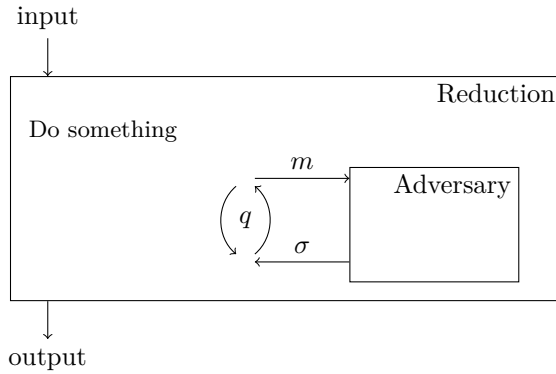 input
Reduction
Do something
m
Adversary
q
σ
output